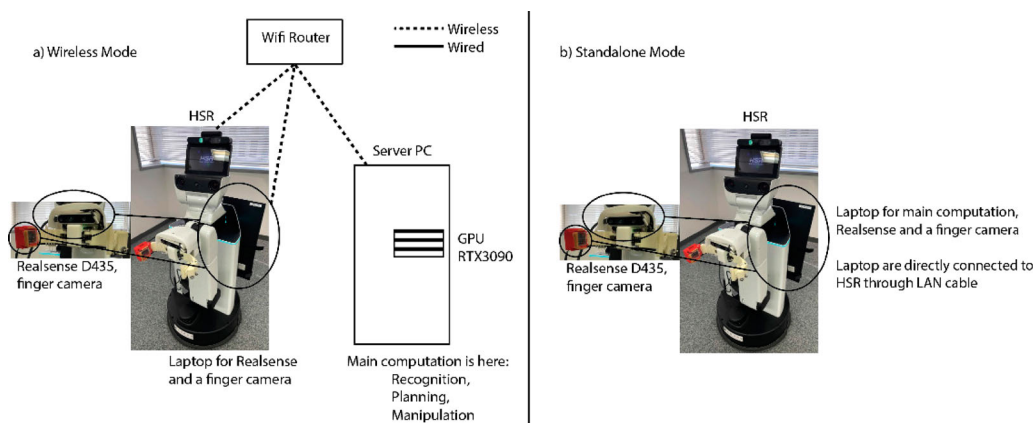 a) Wireless Mode
Wifi Router
Wireless
Wired
HSR
Server PC
GPU
RTX3090
Realsense D435,
finger camera
Laptop for Realsense
and a finger camera
Main computation is here:
Recognition,
Planning,
Manipulation
b) Standalone Mode
HSR
Realsense D435,
finger camera
Laptop for main computation,
Realsense and a finger camera
Laptop are directly connected to
HSR through LAN cable